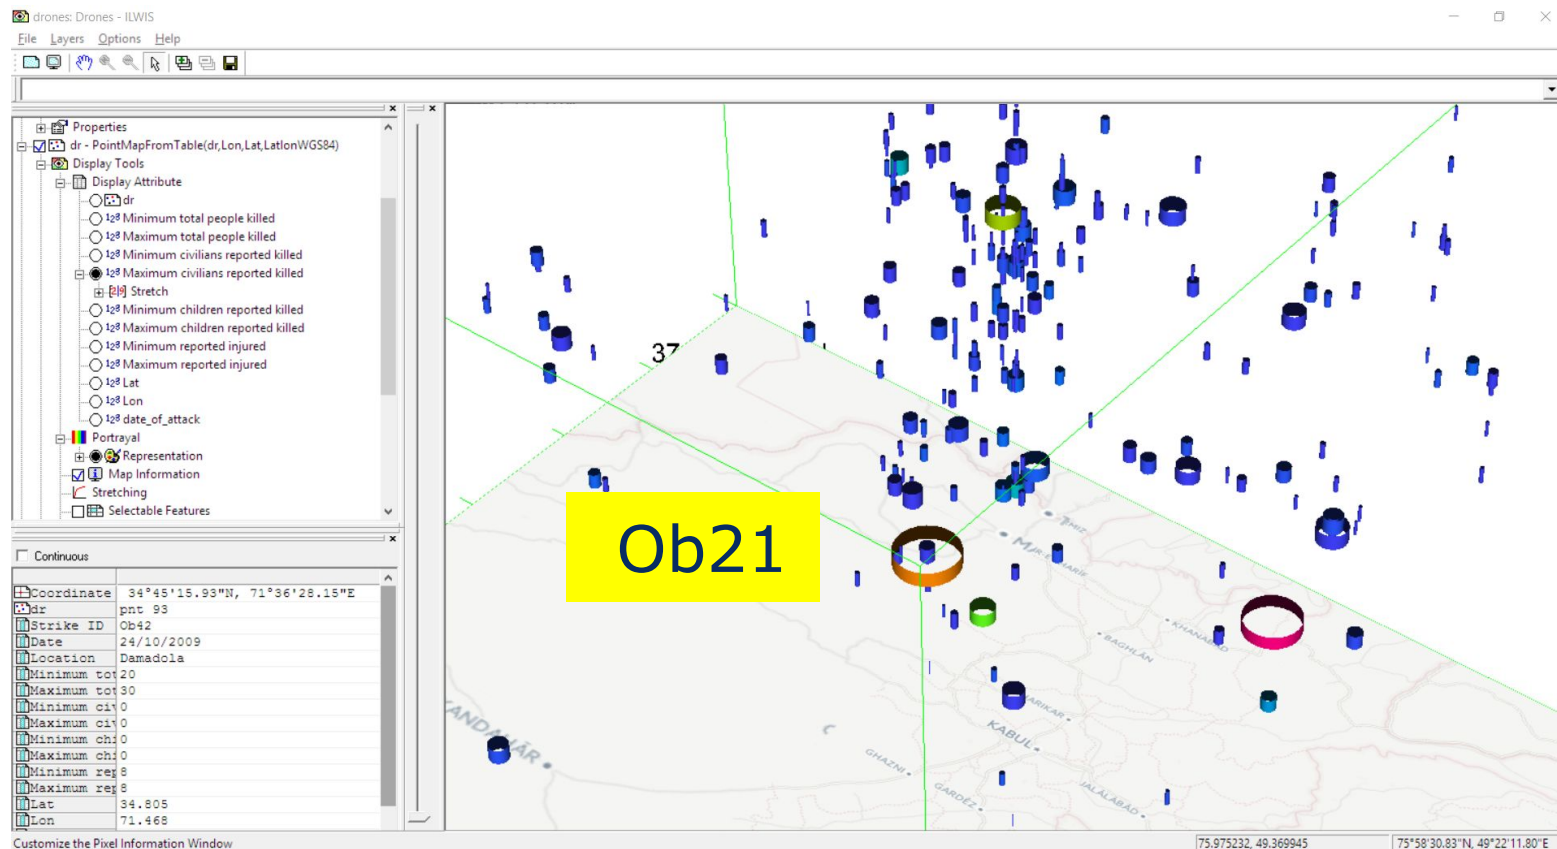 drones: Drones - ILWIS
File Layers Options Help
Properties
dr - PointMapFromTable(dr,Lon,Lat,LatlonWGS84)
Display Tools
Display Attribute
dr
Minimum total people killed
Maximum total people killed
Minimum civilians reported killed
Maximum civilians reported killed
Stretch
Minimum children reported killed
Maximum children reported killed
Minimum reported injured
Maximum reported injured
Lat
Lon
date_of_attack
Portrayal
Representation
Map Information
Stretching
Selectable Features
Continuous
Coordinate 34°45'15.93"N, 71°36'28.15"E
dr pnt 93
Strike ID Ob42
Date 24/10/2009
Location Damadola
Minimum tot 20
Maximum tot 30
Minimum civ 0
Maximum civ 0
Minimum chi 0
Maximum chi 0
Minimum rep 8
Maximum rep 8
Lat 34.805
Lon 71.468
37
Ob21
BAGHLĀN
KHANABAD
KABUL
GHAZNI
GARDĒZ
JALĀLĀBĀD
Customize the Pixel Information Window
75.975232, 49.369945
75°58'30.83"N, 49°22'11.80"E